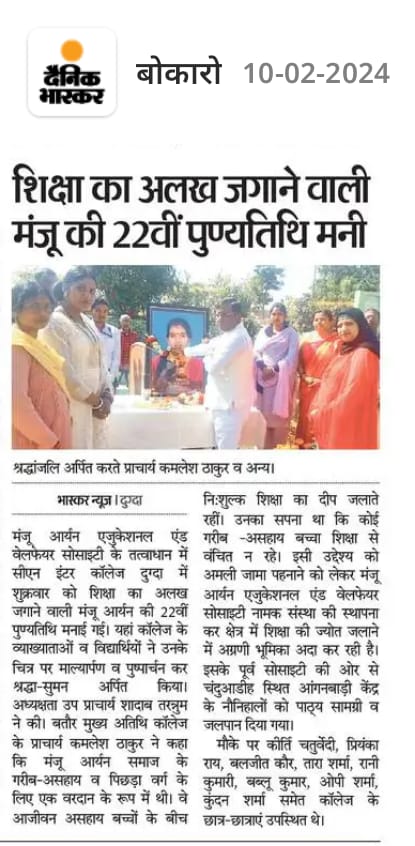 दैनिक
भास्कर
बोकारो 10-02-2024
शिक्षा का अलख जगाने वाली
मंजू की 22वीं पुण्यतिथि मनी
श्रद्धांजलि अर्पित करते प्राचार्य कमलेश ठाकुर व अन्य।
भास्कर न्यूज | दुग्दा
मंजू आर्यन एजुकेशनल एंड
वेलफेयर सोसाइटी के तत्वाधान में
सीएन इंटर कॉलेज दुग्दा में
शुक्रवार को शिक्षा का अलख
जगाने वाली मंजू आर्यन की 22वीं
पुण्यतिथि मनाई गई। यहां कॉलेज के
व्याख्याताओं व विद्यार्थियों ने उनके
चित्र पर माल्यार्पण व पुष्पार्चन कर
श्रद्धा-सुमन अर्पित किया।
अध्यक्षता उप प्राचार्य शादाब तरन्नुम
ने की। बतौर मुख्य अतिथि कॉलेज
के प्राचार्य कमलेश ठाकुर ने कहा
कि मंजू आर्यन समाज के
गरीब-असहाय व पिछड़ा वर्ग के
लिए एक वरदान के रूप में थी। वे
आजीवन असहाय बच्चों के बीच
नि:शुल्क शिक्षा का दीप जलाते
रहीं। उनका सपना था कि कोई
गरीब -असहाय बच्चा शिक्षा से
वंचित न रहे। इसी उद्देश्य को
अमली जामा पहनाने को लेकर मंजू
आर्यन एजुकेशनल एंड वेलफेयर
सोसाइटी नामक संस्था की स्थापना
कर क्षेत्र में शिक्षा की ज्योत जलाने
में अग्रणी भूमिका अदा कर रही है।
इसके पूर्व सोसाइटी की ओर से
चंदुआडीह स्थित आंगनबाड़ी केंद्र
के नौनिहालों को पाठ्य सामग्री व
जलपान दिया गया।
मौके पर कीर्ति चतुर्वेदी, प्रियंका
राय, बलजीत कौर, तारा शर्मा, रानी
कुमारी, बब्लू कुमार, ओपी शर्मा,
कुंदन शर्मा समेत कॉलेज के
छात्र-छात्राएं उपस्थित थे।